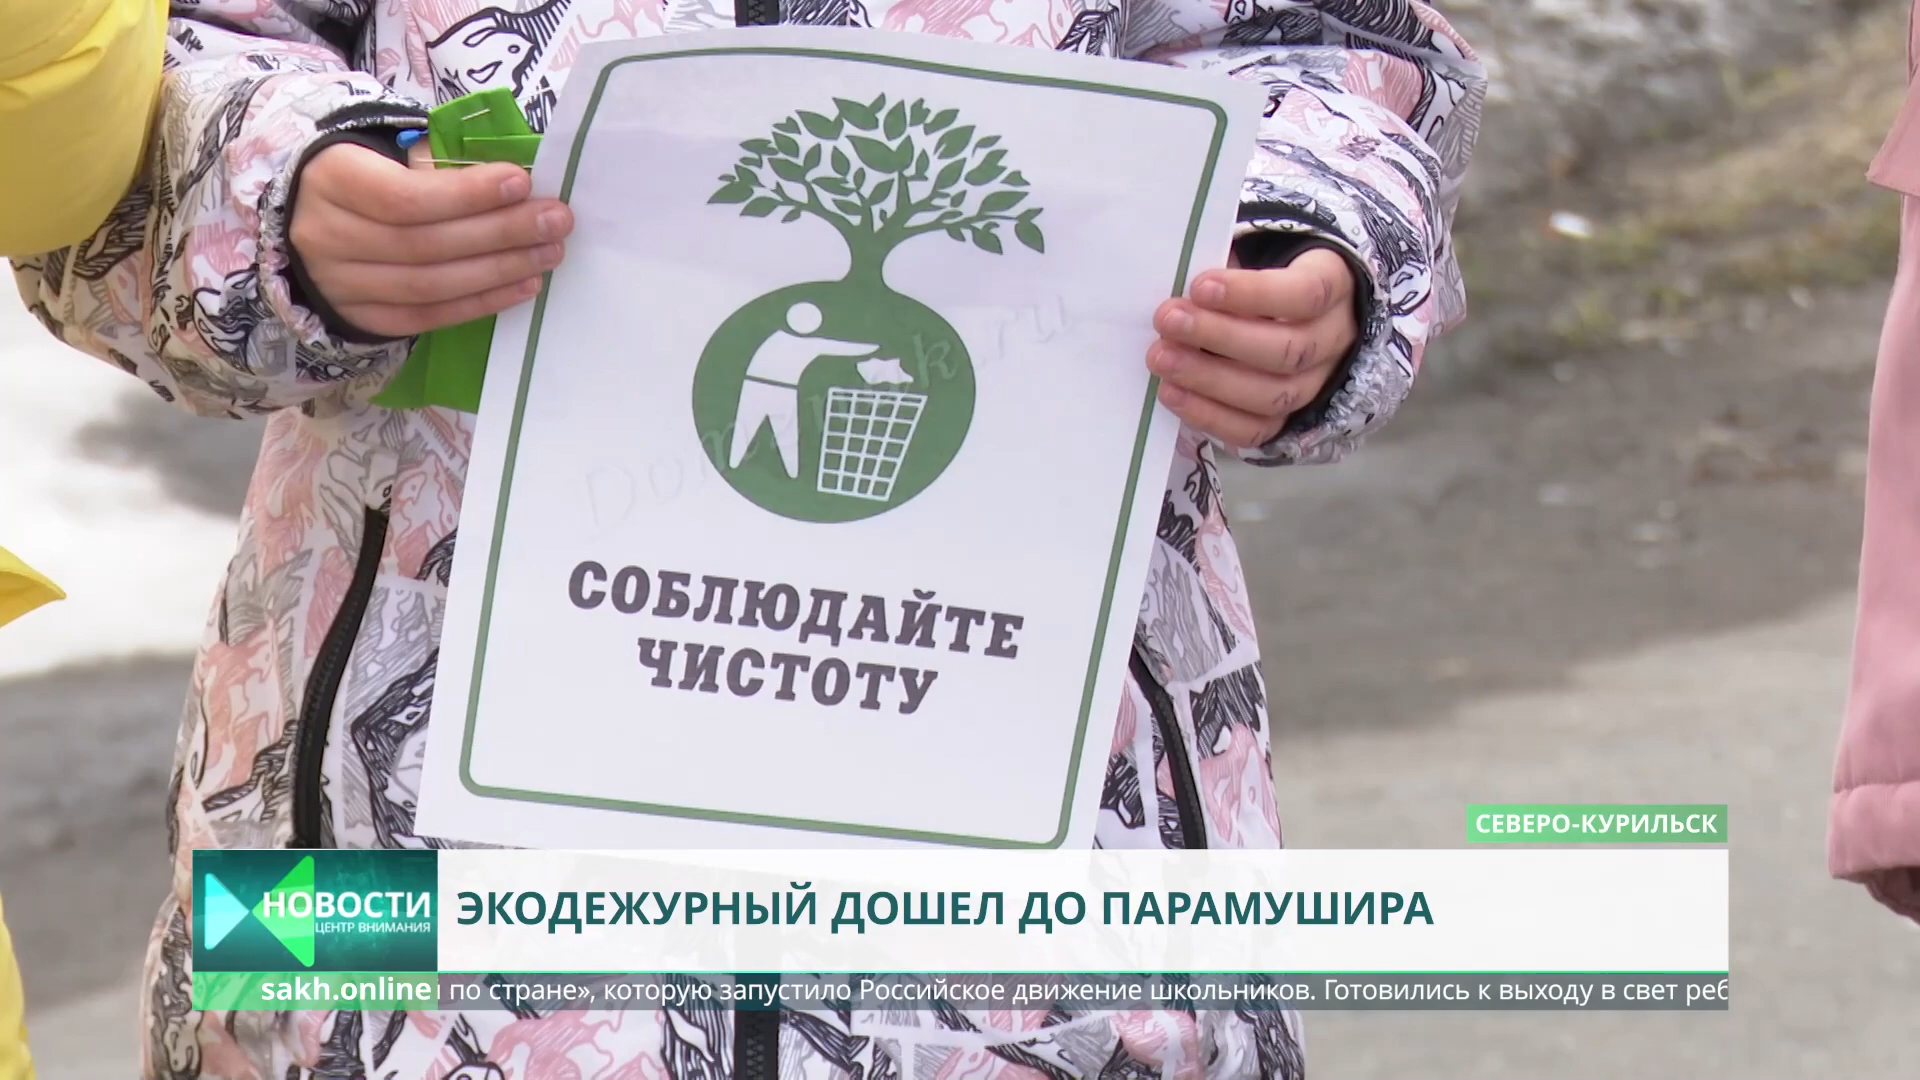 СОБЛЮДАЙТЕ
ЧИСТОТУ
СЕВЕРО-КУРИЛЬСК
НОВОСТИ
ЦЕНТР ВНИМАНИЯ
ЭКОДЕЖУРНЫЙ ДОШЕЛ ДО ПАРАМУШИРА
sakh.online
по стране», которую запустило Российское движение школьников. Готовились к выходу в свет реб